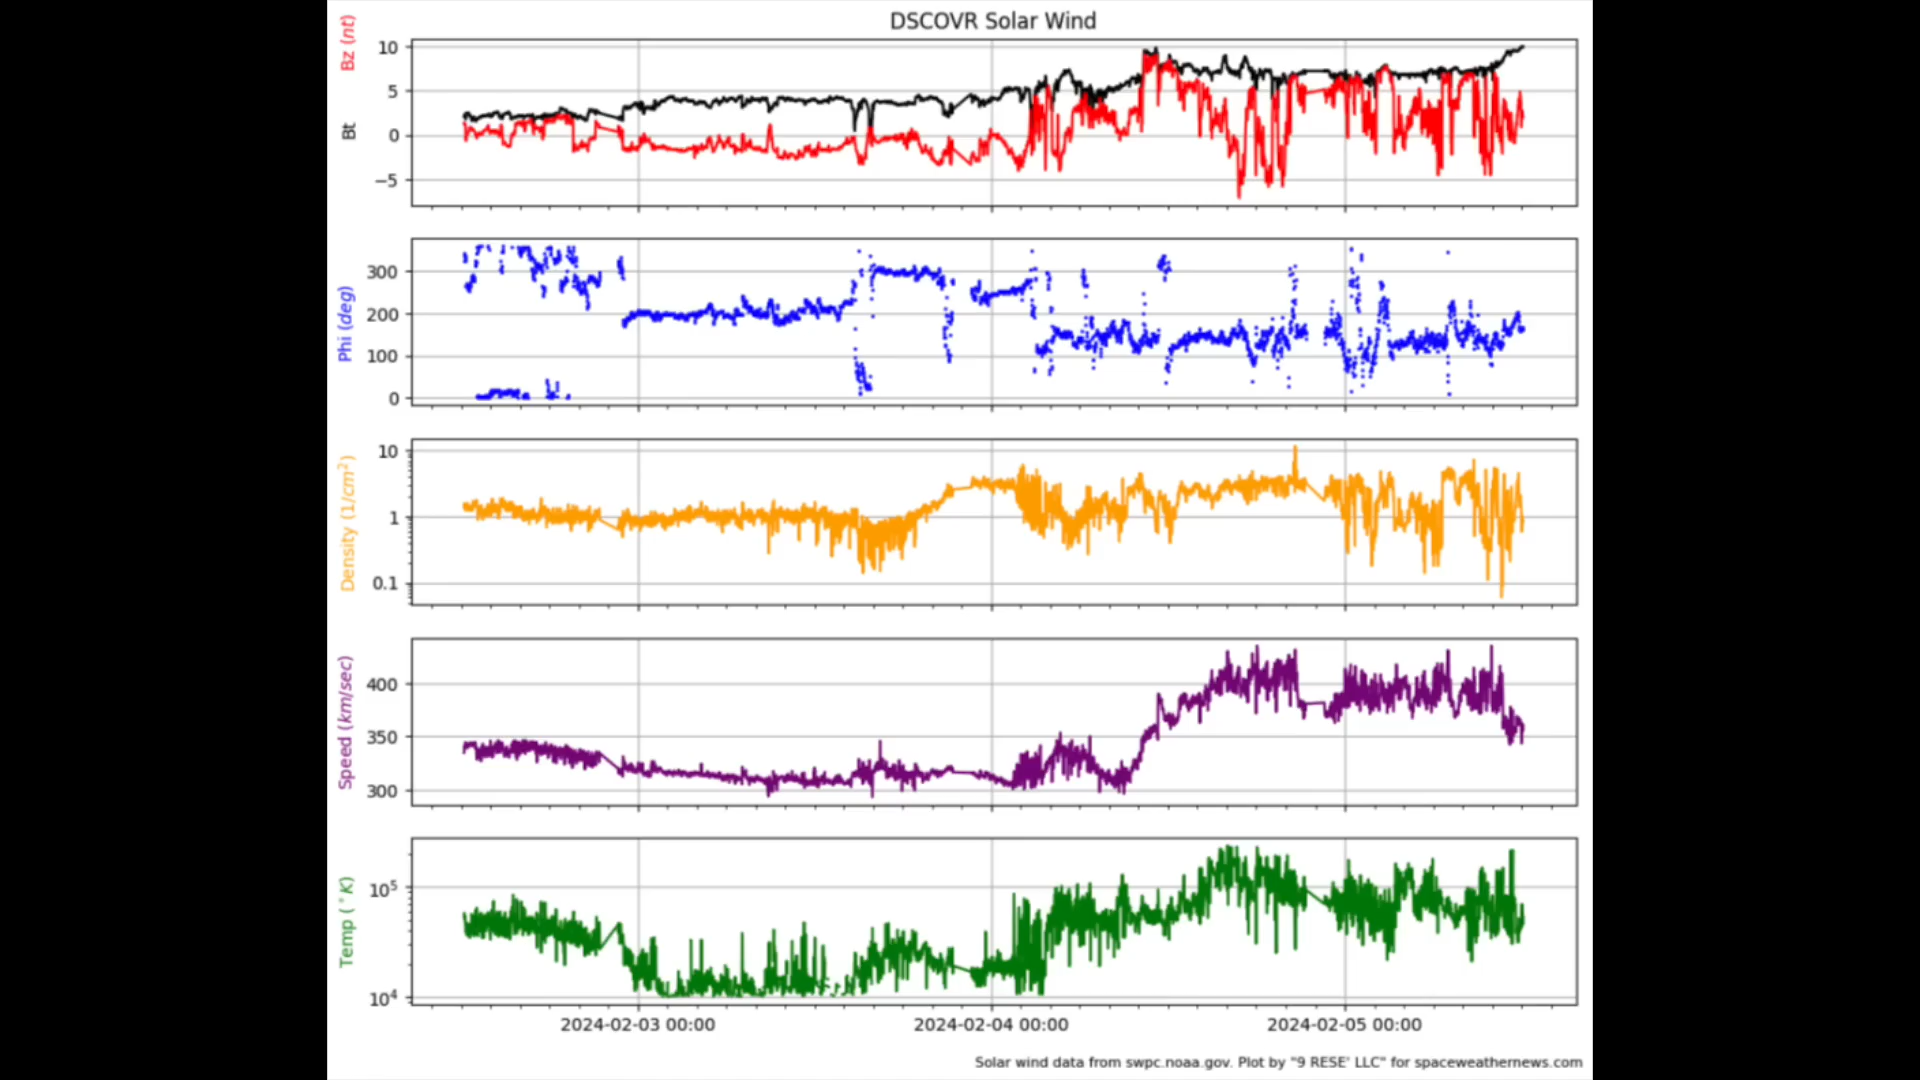 DSCOVR Solar Wind
Bz (nt)
Bt
10
5
0
−5
Phi (deg)
300
200
100
0
Density (1/cm²)
10
1
0.1
Speed (km/sec)
400
350
300
Temp (°K)
10⁵
10⁴
2024-02-03 00:00 2024-02-04 00:00 2024-02-05 00:00
Solar wind data from swpc.noaa.gov. Plot by "9 RESE' LLC" for spaceweathernews.com